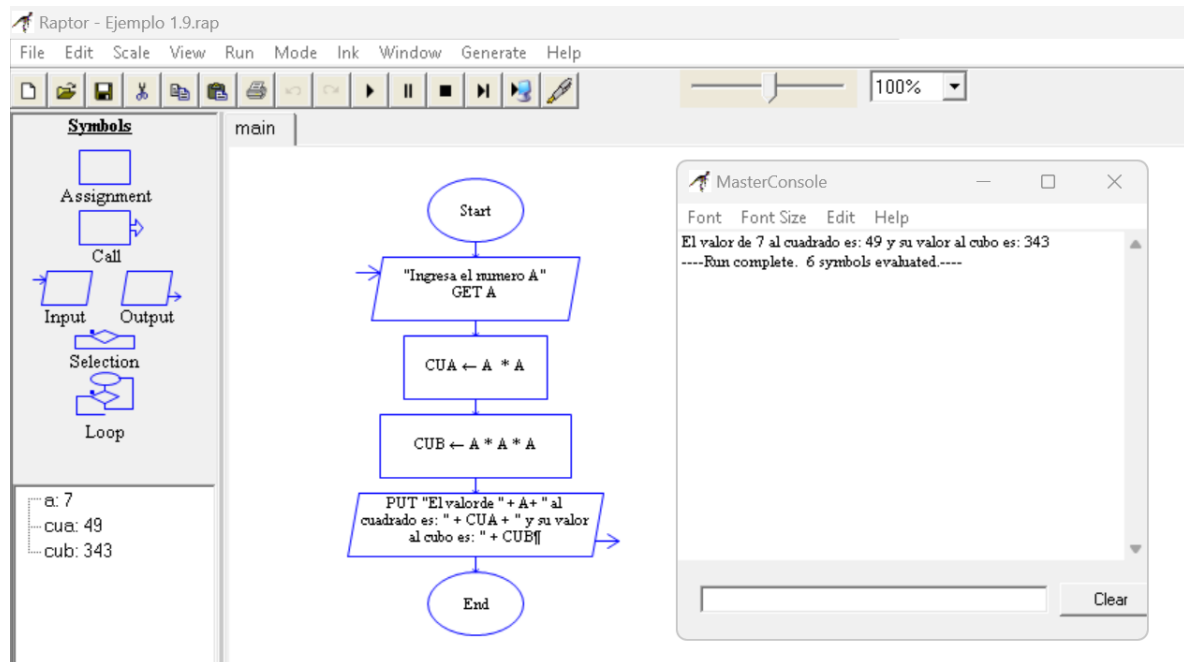 Raptor - Ejemplo 1.9.rap
File Edit Scale View Run Mode Ink Window Generate Help
100%
Symbols
Assignment
Call
Input Output
Selection
Loop
a: 7
cua: 49
cub: 343
main
Start
"Ingresa el numero A"
GET A
CUA ← A * A
CUB ← A * A * A
PUT "El valorde " + A+ " al
cuadrado es: " + CUA + " y su valor
al cubo es: " + CUB¶
End
MasterConsole
Font Font Size Edit Help
El valor de 7 al cuadrado es: 49 y su valor al cubo es: 343
----Run complete. 6 symbols evaluated.----
Clear